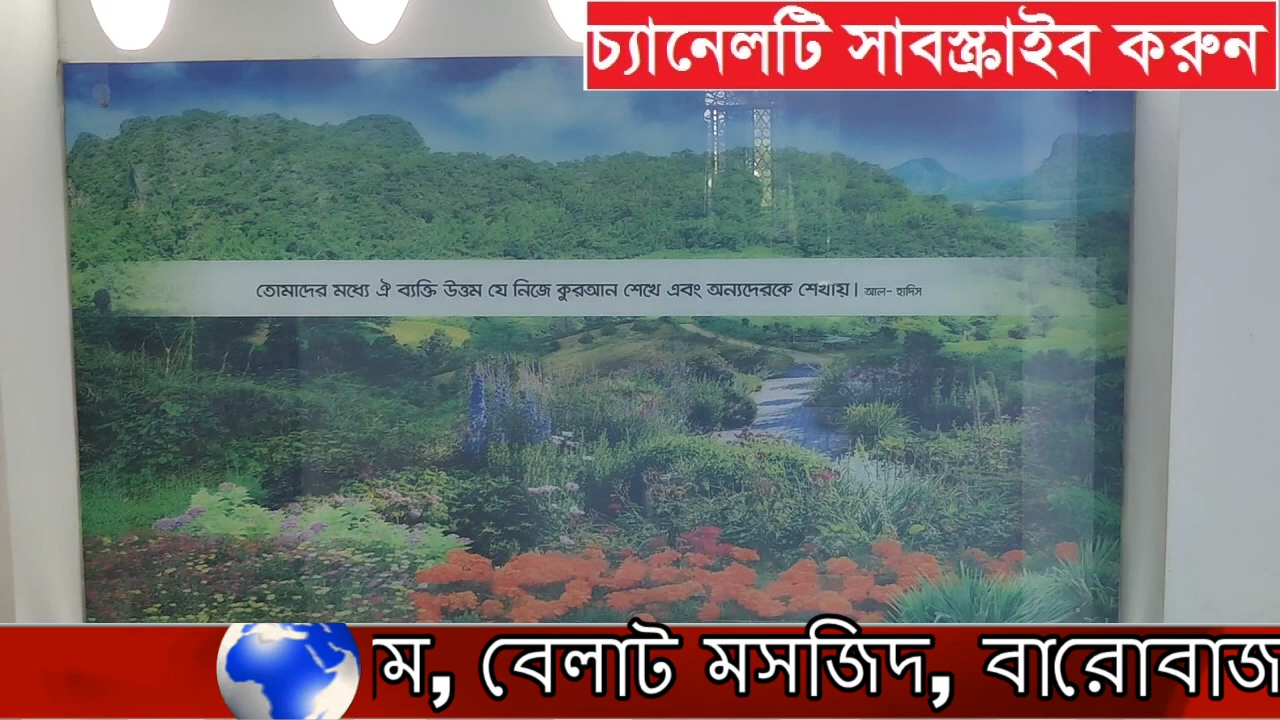 চ্যানেলটি সাবস্ক্রাইব করুন
তোমাদের মধ্যে ঐ ব্যক্তি উত্তম যে নিজে কুরআন শেখে এবং অন্যদেরকে শেখায়। আল- হাদিস
ম, বেলাট মসজিদ, বারোবাজ